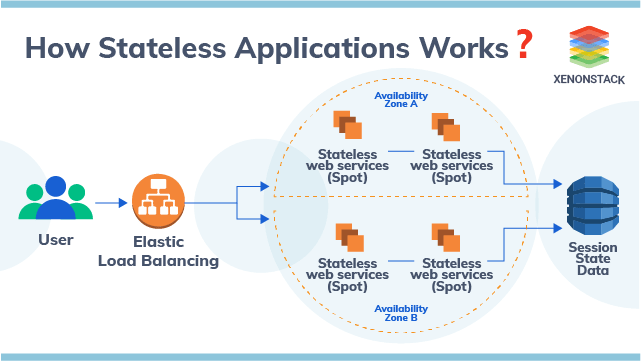 How Stateless Applications Works ?
XENONSTACK
Availability
Zone A
Stateless
web services
(Spot)
Stateless
web services
(Spot)
User
Elastic
Load Balancing
Session
State
Data
Stateless
web services
(Spot)
Stateless
web services
(Spot)
Availability
Zone B